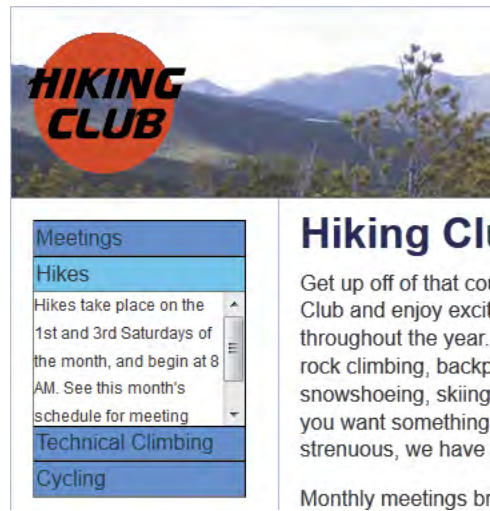 HIKING
CLUB
Meetings
Hikes
Hikes take place on the
1st and 3rd Saturdays of
the month, and begin at 8
AM. See this month's
schedule for meeting
Technical Climbing
Cycling
Hiking Cl
Get up off of that cou
Club and enjoy excit
throughout the year.
rock climbing, backp
snowshoeing, skiing
you want something
strenuous, we have
Monthly meetings br